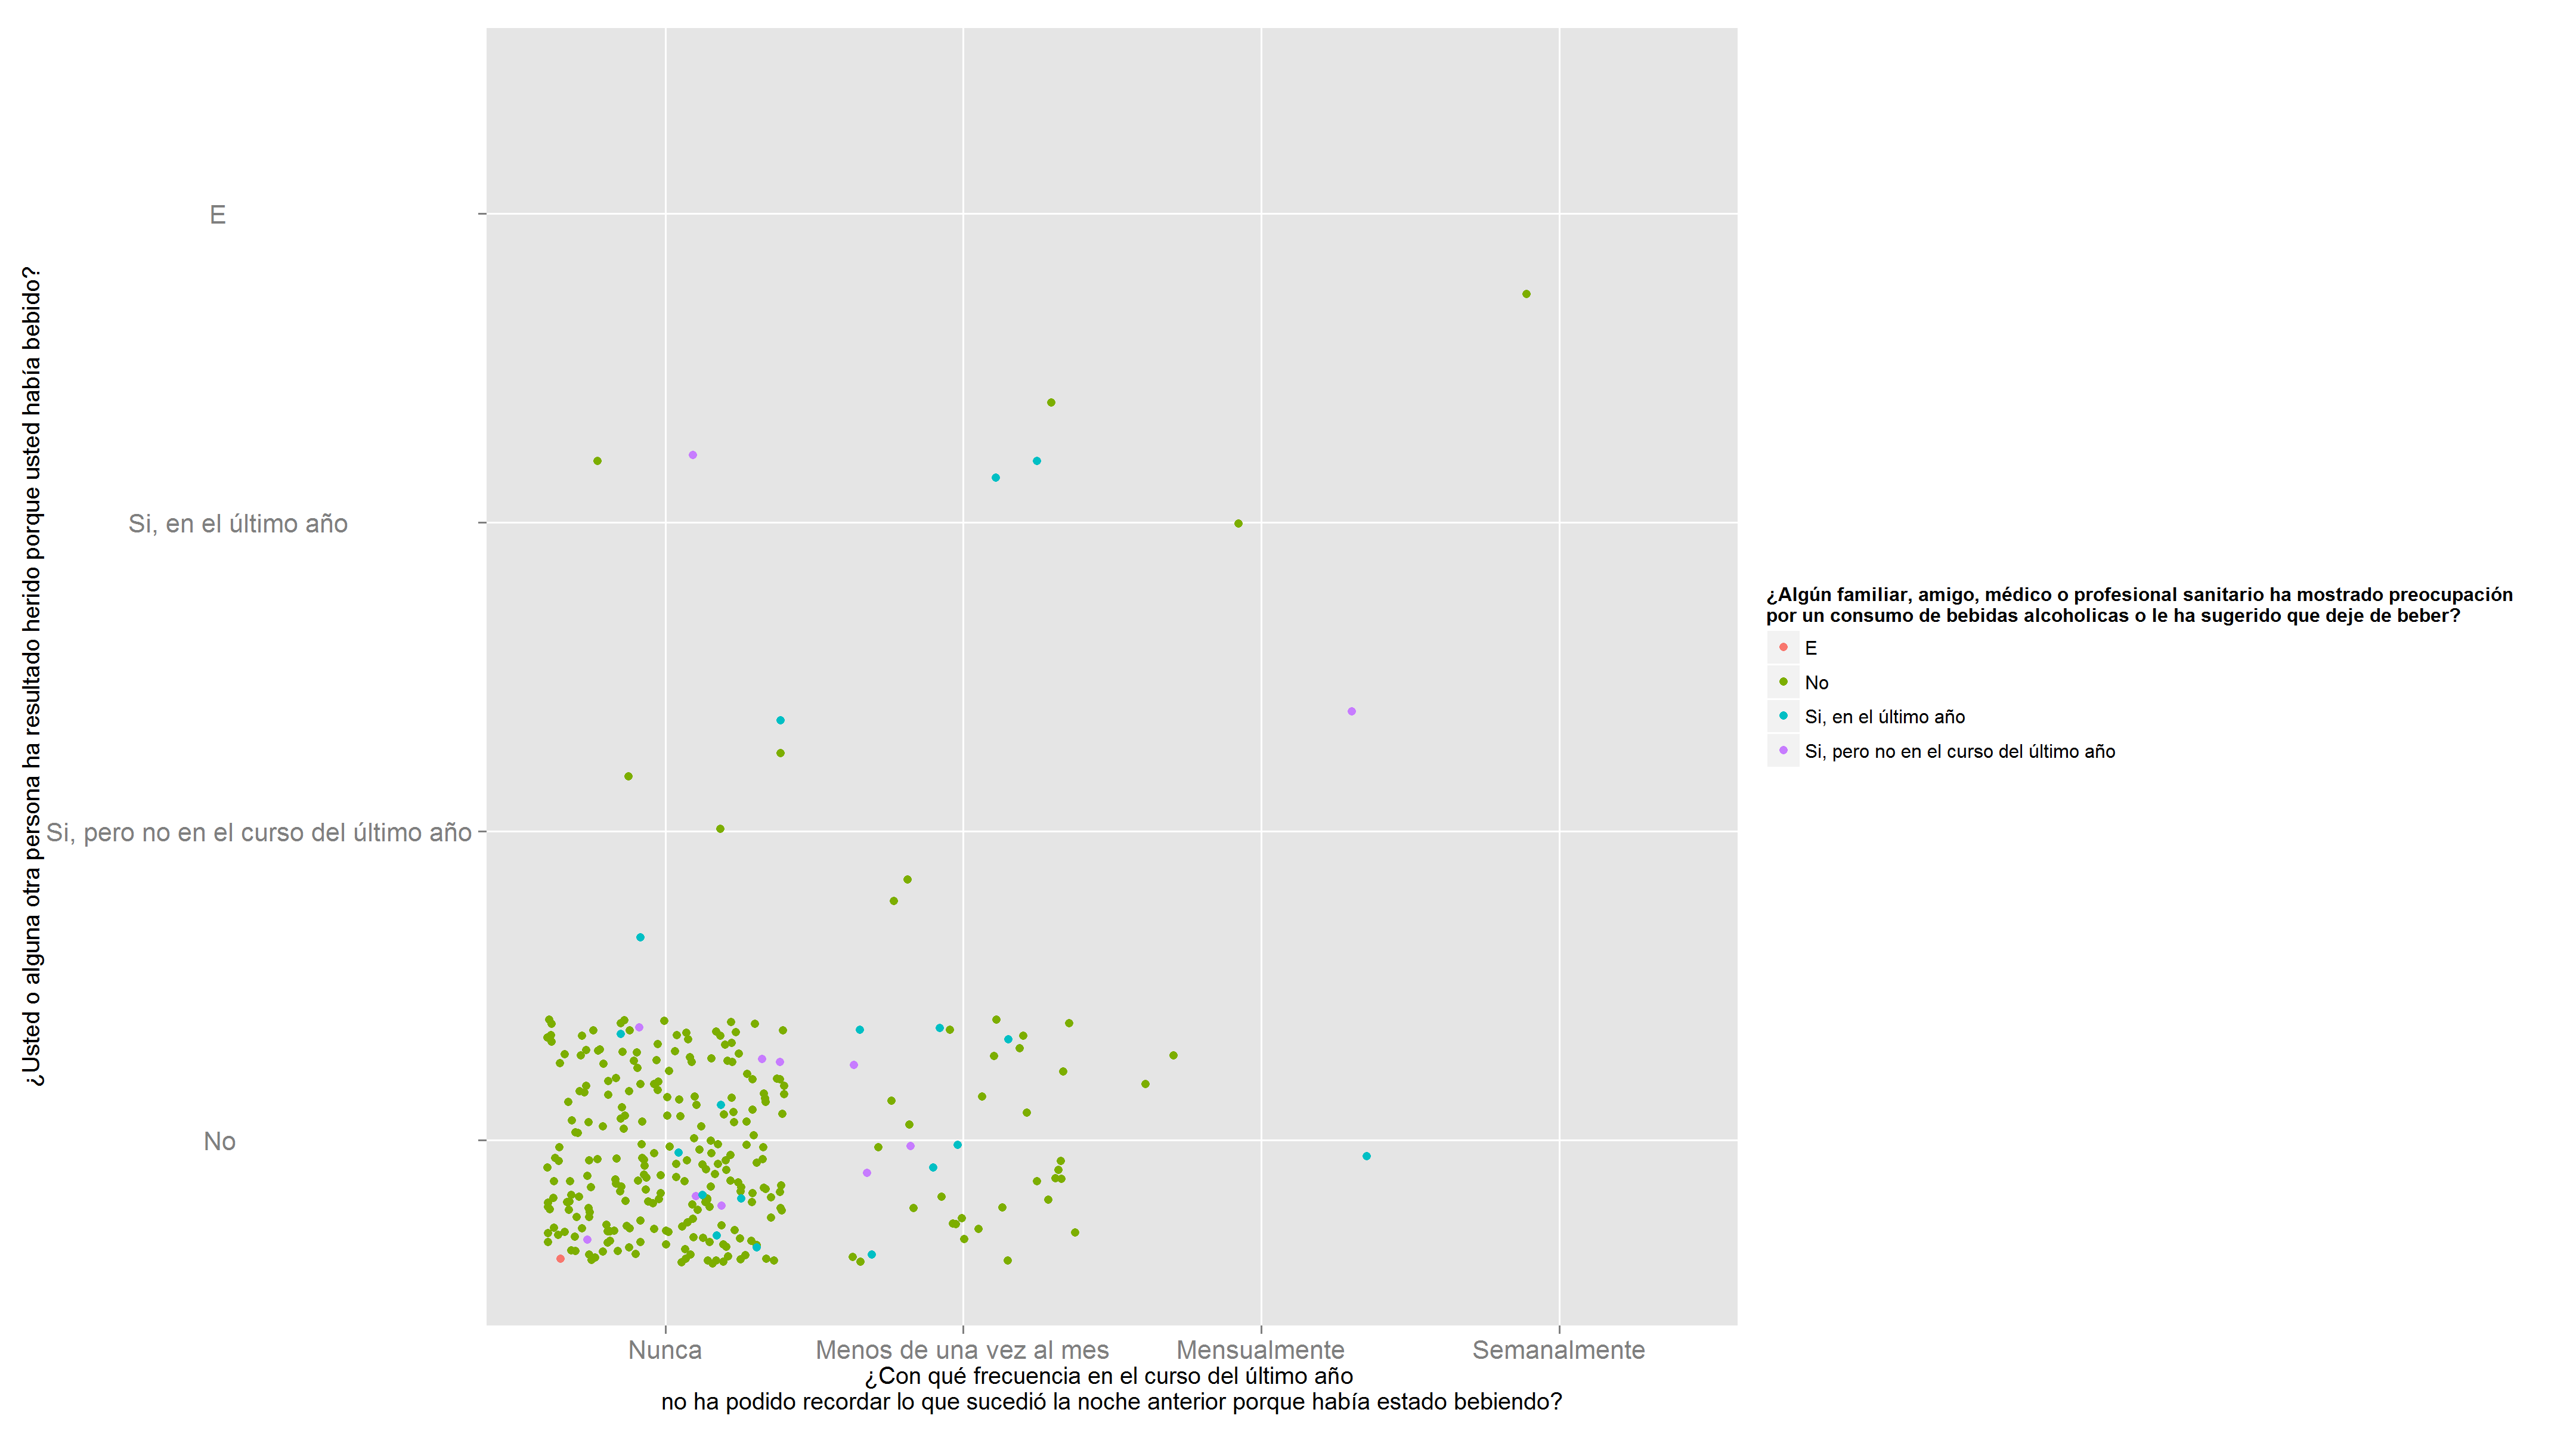 ¿Usted o alguna otra persona ha resultado herido porque usted había bebido?
E
Si, en el último año
Si, pero no en el curso del último año
No
Nunca
Menos de una vez al mes
Mensualmente
Semanalmente
¿Con qué frecuencia en el curso del último año
no ha podido recordar lo que sucedió la noche anterior porque había estado bebiendo?
¿Algún familiar, amigo, médico o profesional sanitario ha mostrado preocupación
por un consumo de bebidas alcoholicas o le ha sugerido que deje de beber?
E
No
Si, en el último año
Si, pero no en el curso del último año